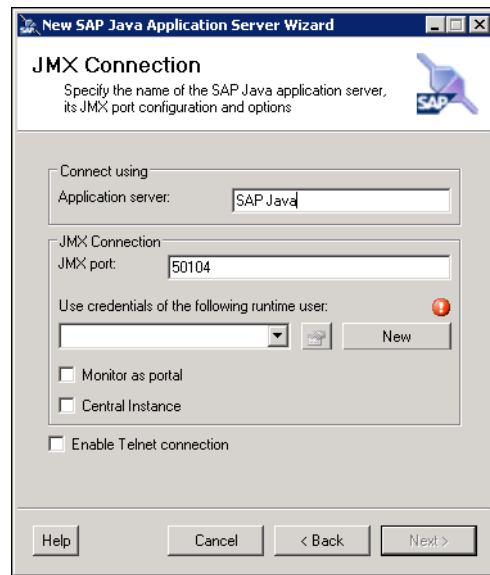 New SAP Java Application Server Wizard
JMX Connection
Specify the name of the SAP Java application server,
its JMX port configuration and options
SAP
Connect using
Application server:
SAP Java
JMX Connection
JMX port:
50104
Use credentials of the following runtime user:
New
Monitor as portal
Central Instance
Enable Telnet connection
Help
Cancel
< Back
Next >